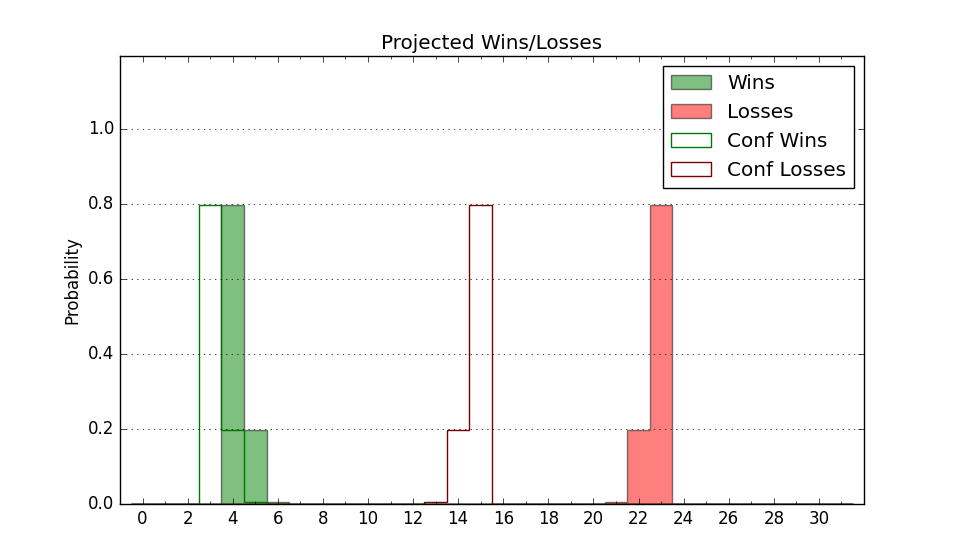 Projected Wins/Losses
Wins
Losses
Conf Wins
Conf Losses
Probability
1.0
0.8
0.6
0.4
0.2
0.0
0 2 4 6 8 10 12 14 16 18 20 22 24 26 28 30